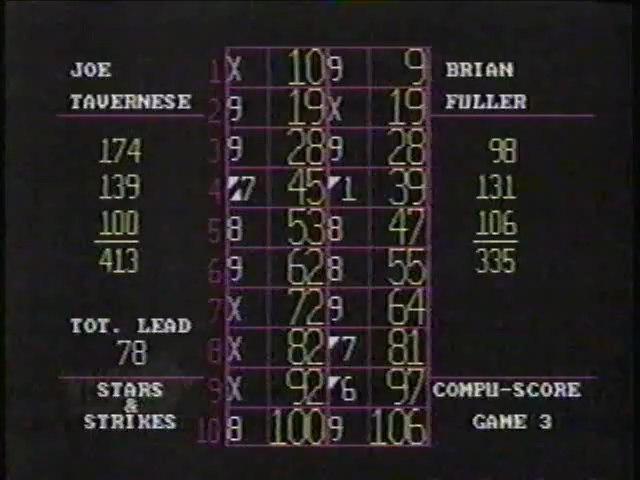 JOE
TAVERNESE
174
139
100
413
TOT. LEAD
78
STARS
&
STRIKES
1 X 10 9 9
2 9 19 X 19
3 9 28 9 28
4 7 45 1 39
5 8 53 8 47
6 9 62 8 55
7 X 72 9 64
8 X 82 7 81
9 X 92 6 97
10 8 100 9 106
BRIAN
FULLER
98
131
106
335
COMPU-SCORE
GAME 3